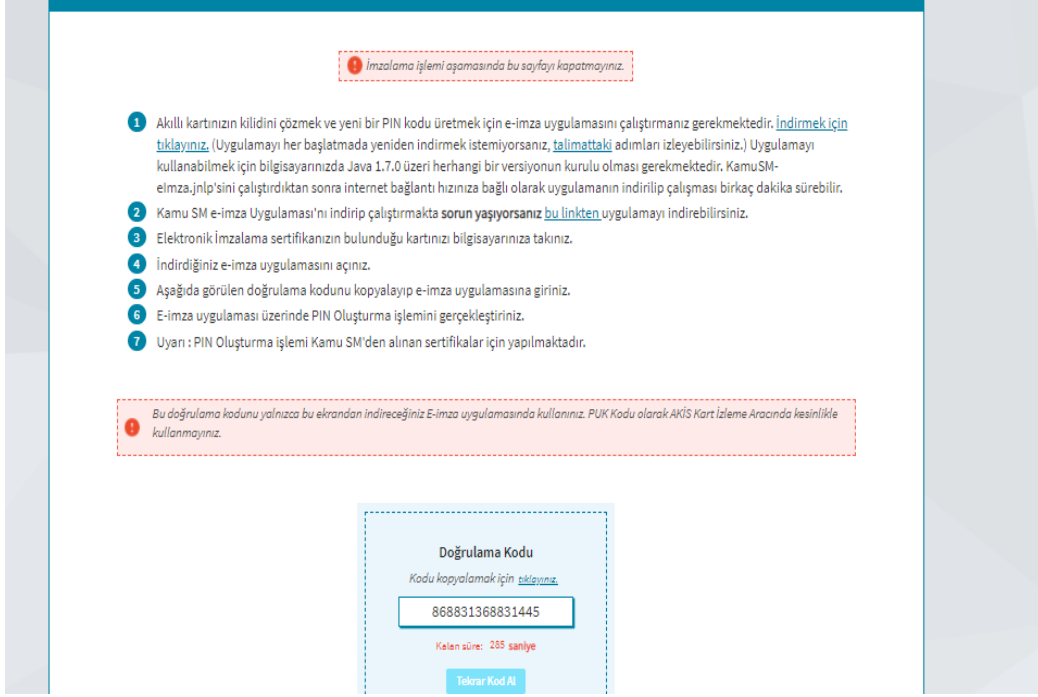 İmzalama işlemi aşamasında bu sayfayı kapatmayınız.
1 Akıllı kartınızın kilidini çözmek ve yeni bir PIN kodu üretmek için e-imza uygulamasını çalıştırmanız gerekmektedir. İndirmek için
tıklayınız. (Uygulamayı her başlatmada yeniden indirmek istemiyorsanız, talimattaki adımları izleyebilirsiniz.) Uygulamayı
kullanabilmek için bilgisayarınızda Java 1.7.0 üzeri herhangi bir versiyonun kurulu olması gerekmektedir. KamuSM-
eImza.jnlp'sini çalıştırdıktan sonra internet bağlantı hızınıza bağlı olarak uygulamanın indirilip çalışması birkaç dakika sürebilir.
2 Kamu SM e-imza Uygulaması'nı indirip çalıştırmakta sorun yaşıyorsanız bu linkten uygulamayı indirebilirsiniz.
3 Elektronik İmzalama sertifikanızın bulunduğu kartınızı bilgisayarınıza takınız.
4 İndirdiğiniz e-imza uygulamasını açınız.
5 Aşağıda görülen doğrulama kodunu kopyalayıp e-imza uygulamasına giriniz.
6 E-imza uygulaması üzerinde PIN Oluşturma işlemini gerçekleştiriniz.
7 Uyarı : PIN Oluşturma işlemi Kamu SM'den alınan sertifikalar için yapılmaktadır.
Bu doğrulama kodunu yalnızca bu ekrandan indireceğiniz E-imza uygulamasında kullanınız. PUK Kodu olarak AKİS Kart İzleme Aracında kesinlikle
kullanmayınız.
Doğrulama Kodu
Kodu kopyalamak için tıklayınız.
868831368831445
Kalan süre: 285 saniye
Tekrar Kod Al